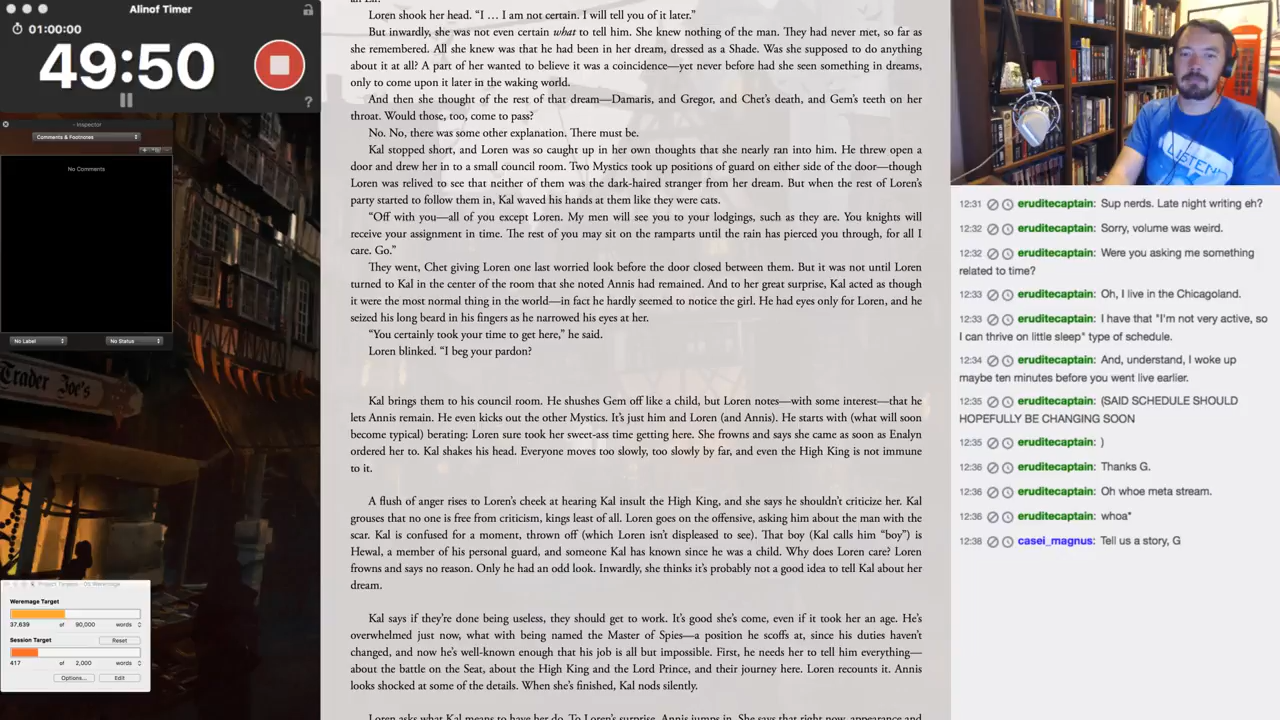 Alinof Timer
01:00:00
49:50
?
- Inspector
Comments & Footnotes
No Comments
No Label
No Status
Trader Joe's
Weremage Target
37,639 of 90,000 words
Session Target
Reset
417 of 2,000 words
Options...
Edit
Loren shook her head. “I … I am not certain. I will tell you of it later.”
But inwardly, she was not even certain what to tell him. She knew nothing of the man. They had never met, so far as
she remembered. All she knew was that he had been in her dream, dressed as a Shade. Was she supposed to do anything
about it at all? A part of her wanted to believe it was a coincidence—yet never before had she seen something in dreams,
only to come upon it later in the waking world.
And then she thought of the rest of that dream—Damaris, and Gregor, and Chet’s death, and Gem’s teeth on her
throat. Would those, too, come to pass?
No. No, there was some other explanation. There must be.
Kal stopped short, and Loren was so caught up in her own thoughts that she nearly ran into him. He threw open a
door and drew her in to a small council room. Two Mystics took up positions of guard on either side of the door—though
Loren was relived to see that neither of them was the dark-haired stranger from her dream. But when the rest of Loren’s
party started to follow them in, Kal waved his hands at them like they were cats.
“Off with you—all of you except Loren. My men will see you to your lodgings, such as they are. You knights will
receive your assignment in time. The rest of you may sit on the ramparts until the rain has pierced you through, for all I
care. Go.”
They went, Chet giving Loren one last worried look before the door closed between them. But it was not until Loren
turned to Kal in the center of the room that she noted Annis had remained. And to her great surprise, Kal acted as though
it were the most normal thing in the world—in fact he hardly seemed to notice the girl. He had eyes only for Loren, and he
seized his long beard in his fingers as he narrowed his eyes at her.
“You certainly took your time to get here,” he said.
Loren blinked. “I beg your pardon?
Kal brings them to his council room. He shushes Gem off like a child, but Loren notes—with some interest—that he
lets Annis remain. He even kicks out the other Mystics. It’s just him and Loren (and Annis). He starts with (what will soon
become typical) berating: Loren sure took her sweet-ass time getting here. She frowns and says she came as soon as Enalyn
ordered her to. Kal shakes his head. Everyone moves too slowly, too slowly by far, and even the High King is not immune
to it.
A flush of anger rises to Loren’s cheek at hearing Kal insult the High King, and she says he shouldn’t criticize her. Kal
grouses that no one is free from criticism, kings least of all. Loren goes on the offensive, asking him about the man with the
scar. Kal is confused for a moment, thrown off (which Loren isn’t displeased to see). That boy (Kal calls him “boy”) is
Hewal, a member of his personal guard, and someone Kal has known since he was a child. Why does Loren care? Loren
frowns and says no reason. Only he had an odd look. Inwardly, she thinks it’s probably not a good idea to tell Kal about her
dream.
Kal says if they’re done being useless, they should get to work. It’s good she’s come, even if it took her an age. He’s
overwhelmed just now, what with being named the Master of Spies—a position he scoffs at, since his duties haven’t
changed, and now he’s well-known enough that his job is all but impossible. First, he needs her to tell him everything—
about the battle on the Seat, about the High King and the Lord Prince, and their journey here. Loren recounts it. Annis
looks shocked at some of the details. When she’s finished, Kal nods silently.
Loren asks what Kal means to have her do. To Loren’s surprise, Annis jumps in. She says that right now, appearance and
LISTEN
12:31 eruditecaptain: Sup nerds. Late night writing eh?
12:32 eruditecaptain: Sorry, volume was weird.
12:32 eruditecaptain: Were you asking me something
related to time?
12:33 eruditecaptain: Oh, I live in the Chicagoland.
12:33 eruditecaptain: I have that "I'm not very active, so
I can thrive on little sleep" type of schedule.
12:34 eruditecaptain: And, understand, I woke up
maybe ten minutes before you went live earlier.
12:35 eruditecaptain: (SAID SCHEDULE SHOULD
HOPEFULLY BE CHANGING SOON
12:35 eruditecaptain: )
12:36 eruditecaptain: Thanks G.
12:36 eruditecaptain: Oh whoe meta stream.
12:36 eruditecaptain: whoa*
12:38 casei_magnus: Tell us a story, G